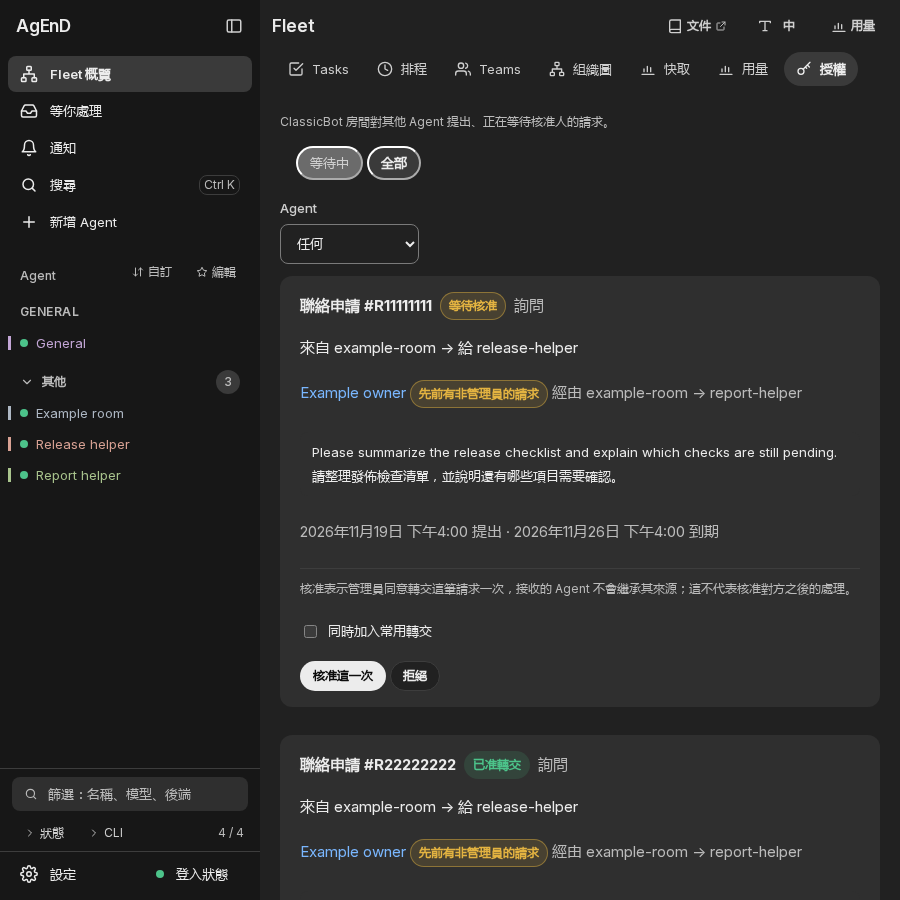 AgEnD
Fleet 概覽
等你處理
通知
搜尋 Ctrl K
新增 Agent
Agent 自訂 編輯
GENERAL
General
其他 3
Example room
Release helper
Report helper
篩選：名稱、模型、後端
狀態 CLI 4 / 4
設定 登入狀態
Fleet 文件 中 用量
Tasks 排程 Teams 組織圖 快取 用量 授權
ClassicBot 房間對其他 Agent 提出、正在等待核准人的請求。
等待中 全部
Agent
任何
聯絡申請 #R11111111 等待核准 詢問
來自 example-room → 給 release-helper
Example owner 先前有非管理員的請求 經由 example-room → report-helper
Please summarize the release checklist and explain which checks are still pending.
請整理發佈檢查清單，並說明還有哪些項目需要確認。
2026年11月19日 下午4:00 提出 · 2026年11月26日 下午4:00 到期
核准表示管理員同意轉交這筆請求一次，接收的 Agent 不會繼承其來源；這不代表核准對方之後的處理。
同時加入常用轉交
核准這一次 拒絕
聯絡申請 #R22222222 已准轉交 詢問
來自 example-room → 給 release-helper
Example owner 先前有非管理員的請求 經由 example-room → report-helper